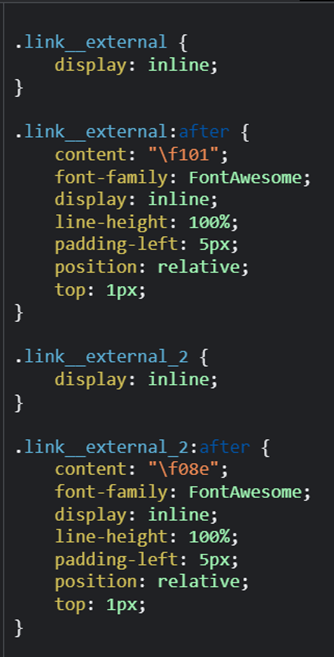 .link__external {
    display: inline;
}
.link__external:after {
    content: "\f101";
    font-family: FontAwesome;
    display: inline;
    line-height: 100%;
    padding-left: 5px;
    position: relative;
    top: 1px;
}
.link__external_2 {
    display: inline;
}
.link__external_2:after {
    content: "\f08e";
    font-family: FontAwesome;
    display: inline;
    line-height: 100%;
    padding-left: 5px;
    position: relative;
    top: 1px;
}